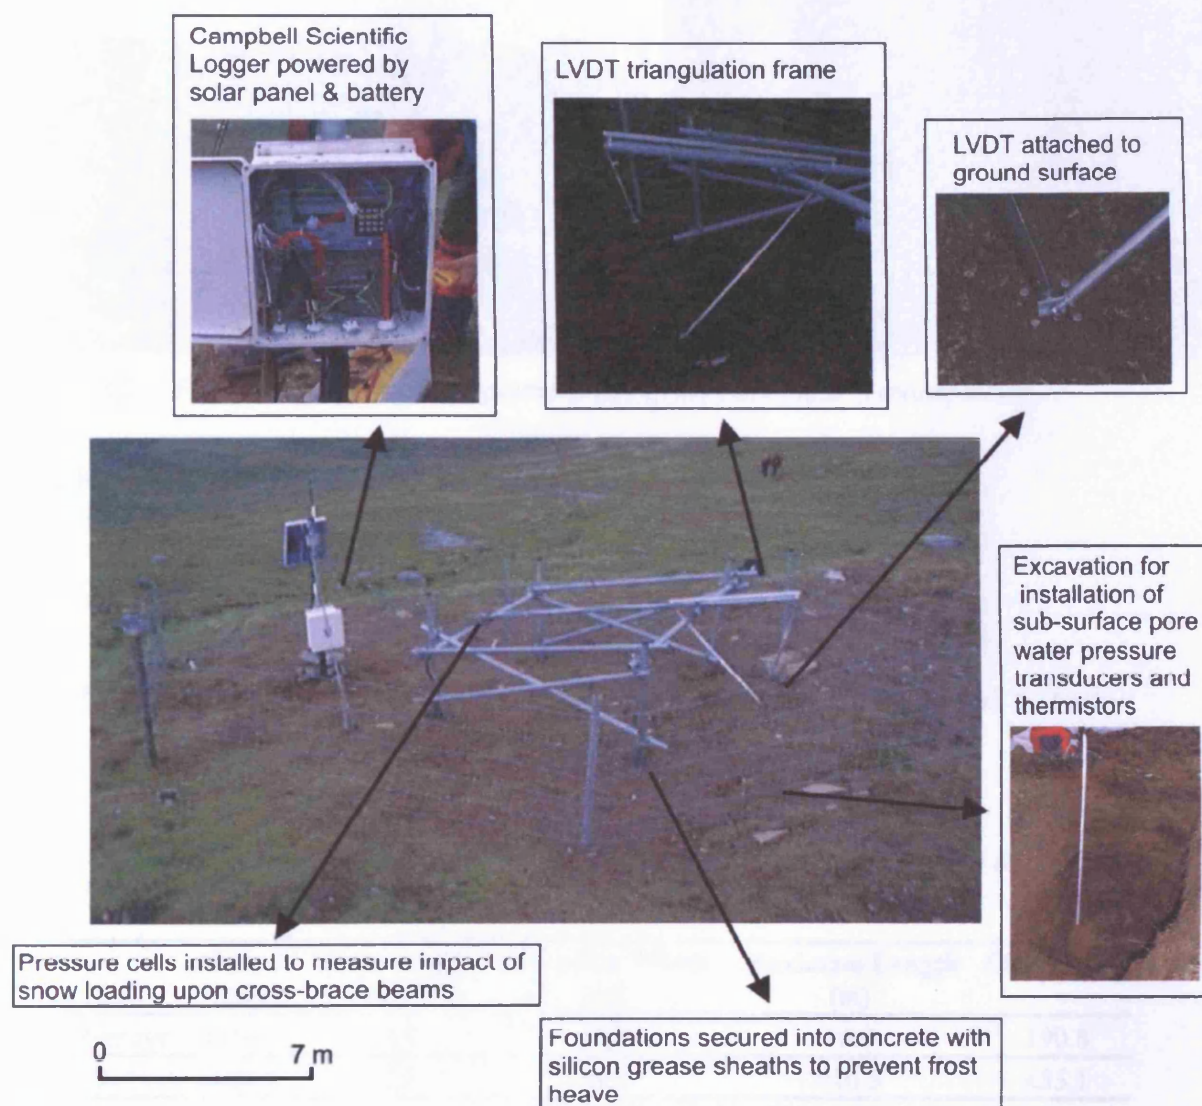 Campbell Scientific
Logger powered by
solar panel & battery
LVDT triangulation frame
LVDT attached to
ground surface
Excavation for
installation of
sub-surface pore
water pressure
transducers and
thermistors
Pressure cells installed to measure impact of
snow loading upon cross-brace beams
Foundations secured into concrete with
silicon grease sheaths to prevent frost
heave
0 7 m